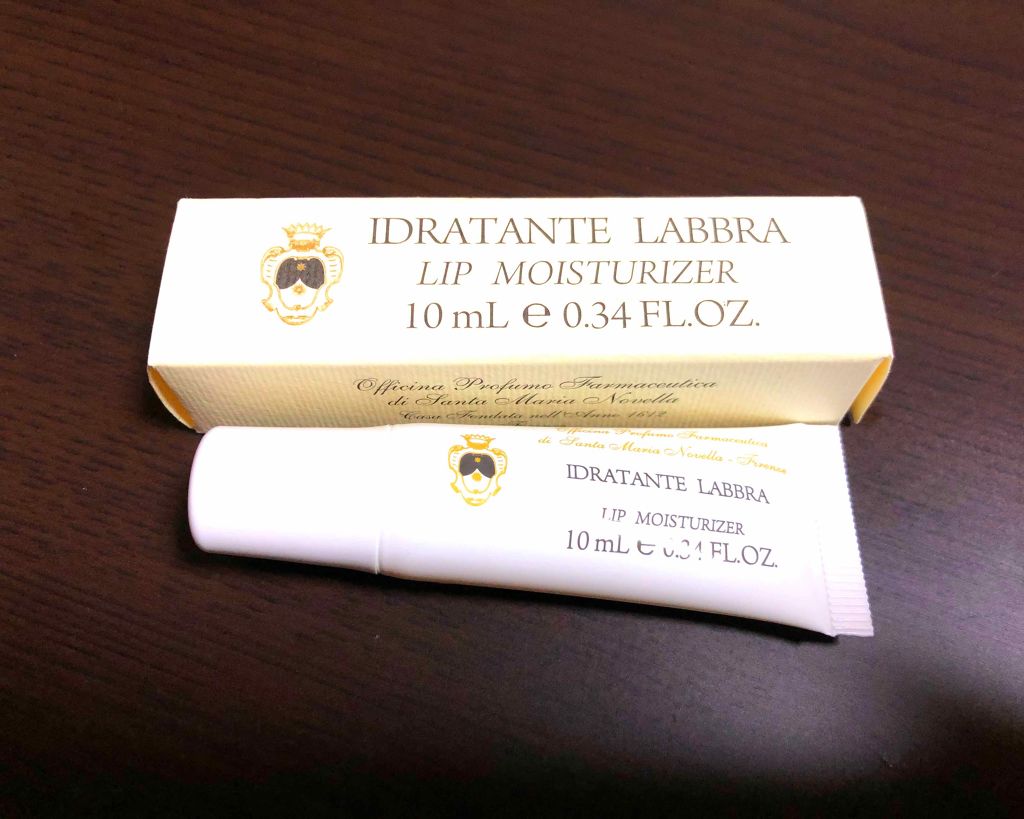 IDRATANTE LABBRA
LIP MOISTURIZER
10 mL e 0.34 FL.OZ.
Officina Profumo Farmaceutica
di Santa Maria Novella
Casa Fondata nell'Anno 1612
Officina Profumo Farmaceutica
di Santa Maria Novella - Firenze
IDRATANTE LABBRA
LIP MOISTURIZER
10 mL e 0.34 FL.OZ.